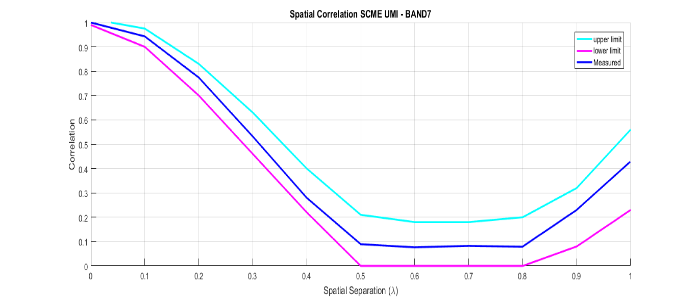 Spatial Correlation SCME UMI - BAND7
upper limit
lower limit
Measured
Correlation
1
0.9
0.8
0.7
0.6
0.5
0.4
0.3
0.2
0.1
0
0 0.1 0.2 0.3 0.4 0.5 0.6 0.7 0.8 0.9 1
Spatial Separation (λ)